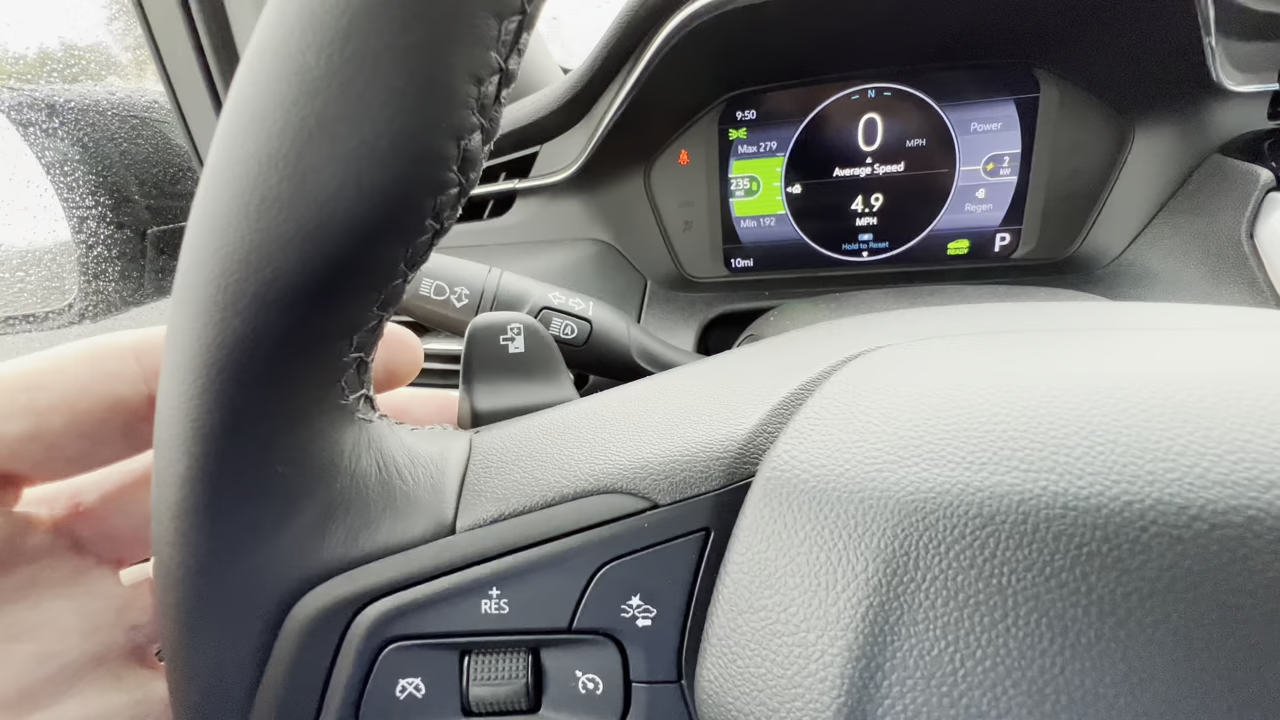 N
9:50
0
MPH
Power
Max 279
Average Speed
2
kW
235
mi
4.9
MPH
Regen
Min 192
Hold to Reset
READY
P
10mi
A
RES